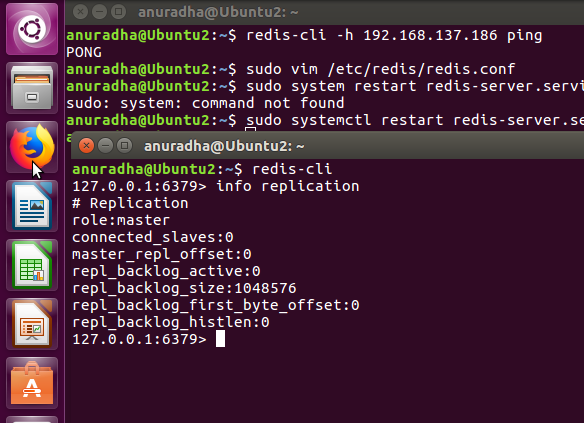 anuradha@Ubuntu2: ~
anuradha@Ubuntu2:~$ redis-cli -h 192.168.137.186 ping
PONG
anuradha@Ubuntu2:~$ sudo vim /etc/redis/redis.conf
anuradha@Ubuntu2:~$ sudo system restart redis-server.servi
sudo: system: command not found
anuradha@Ubuntu2:~$ sudo systemctl restart redis-server.se
anuradha@Ubuntu2: ~
anuradha@Ubuntu2:~$ redis-cli
127.0.0.1:6379> info replication
# Replication
role:master
connected_slaves:0
master_repl_offset:0
repl_backlog_active:0
repl_backlog_size:1048576
repl_backlog_first_byte_offset:0
repl_backlog_histlen:0
127.0.0.1:6379>